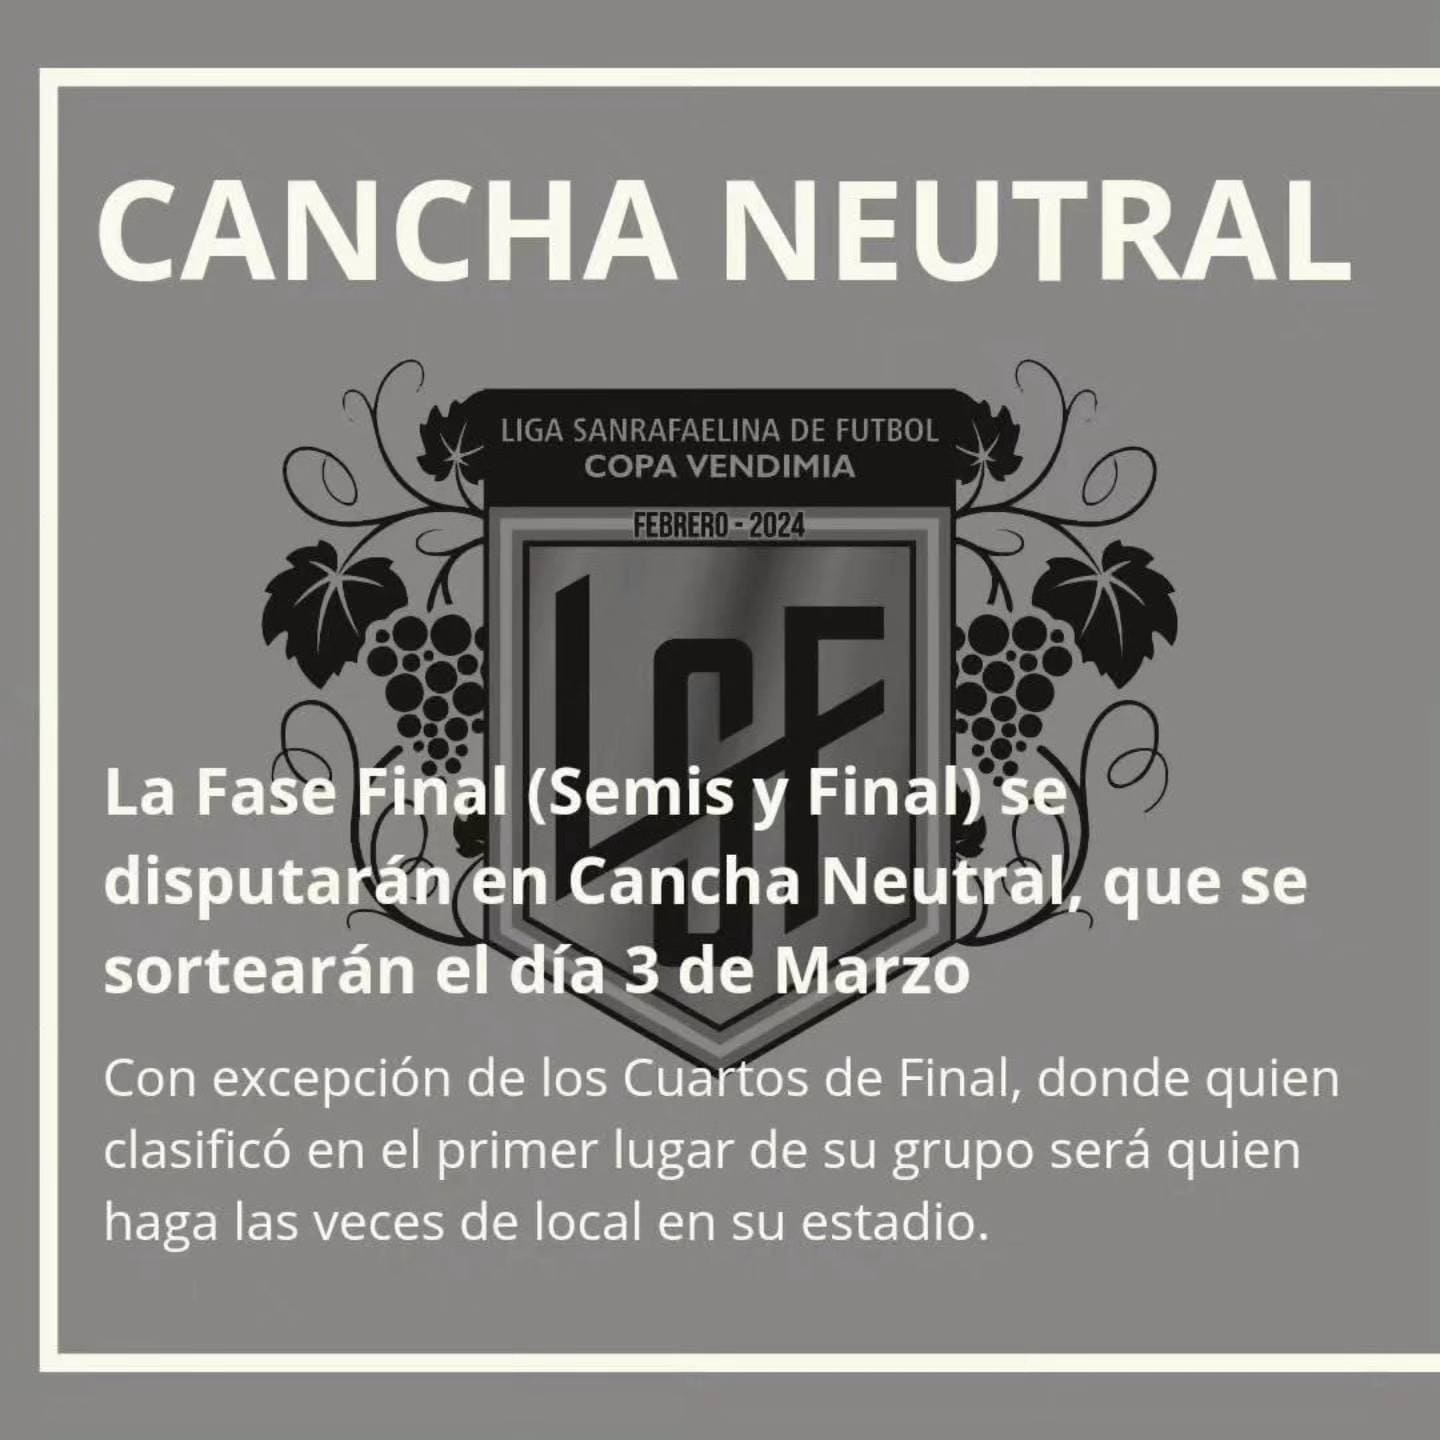 CANCHA NEUTRAL
LIGA SANRAFAELINA DE FUTBOL
COPA VENDIMIA
FEBRERO - 2024
LSF
La Fase Final (Semis y Final) se
disputarán en Cancha Neutral, que se
sortearán el día 3 de Marzo
Con excepción de los Cuartos de Final, donde quien
clasificó en el primer lugar de su grupo será quien
haga las veces de local en su estadio.